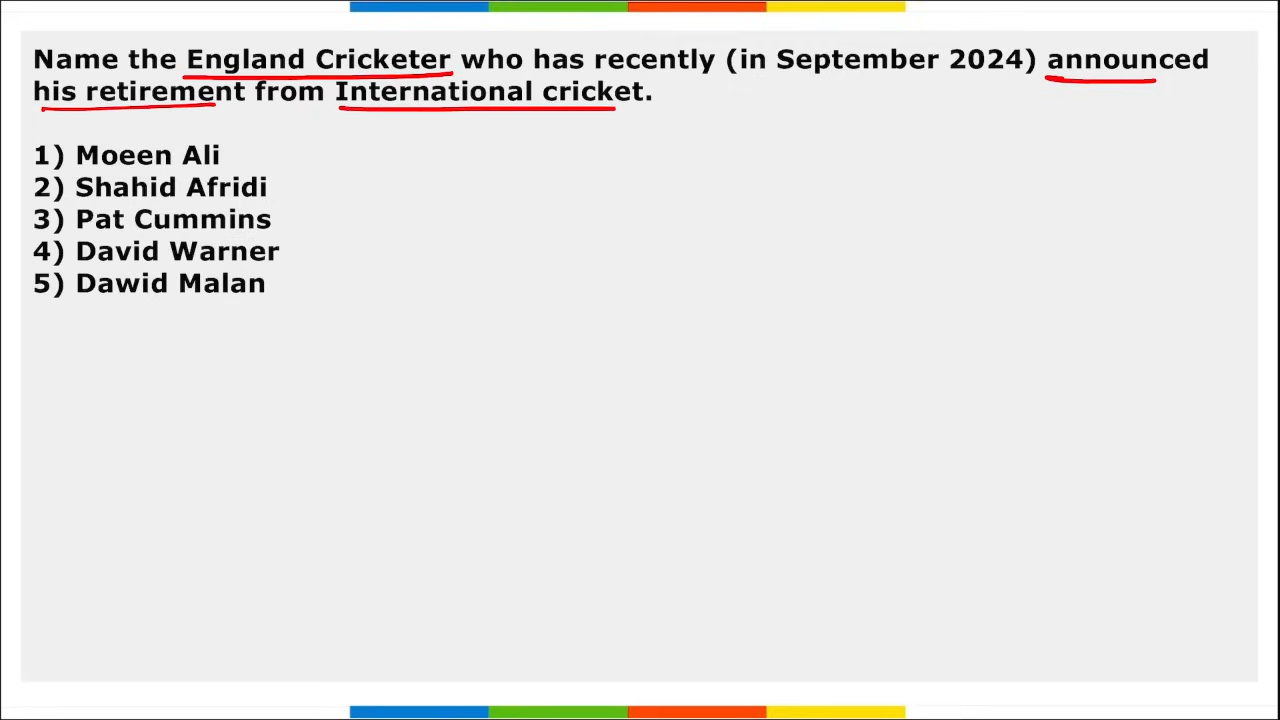 Name the England Cricketer who has recently (in September 2024) announced
his retirement from International cricket.
1) Moeen Ali
2) Shahid Afridi
3) Pat Cummins
4) David Warner
5) Dawid Malan